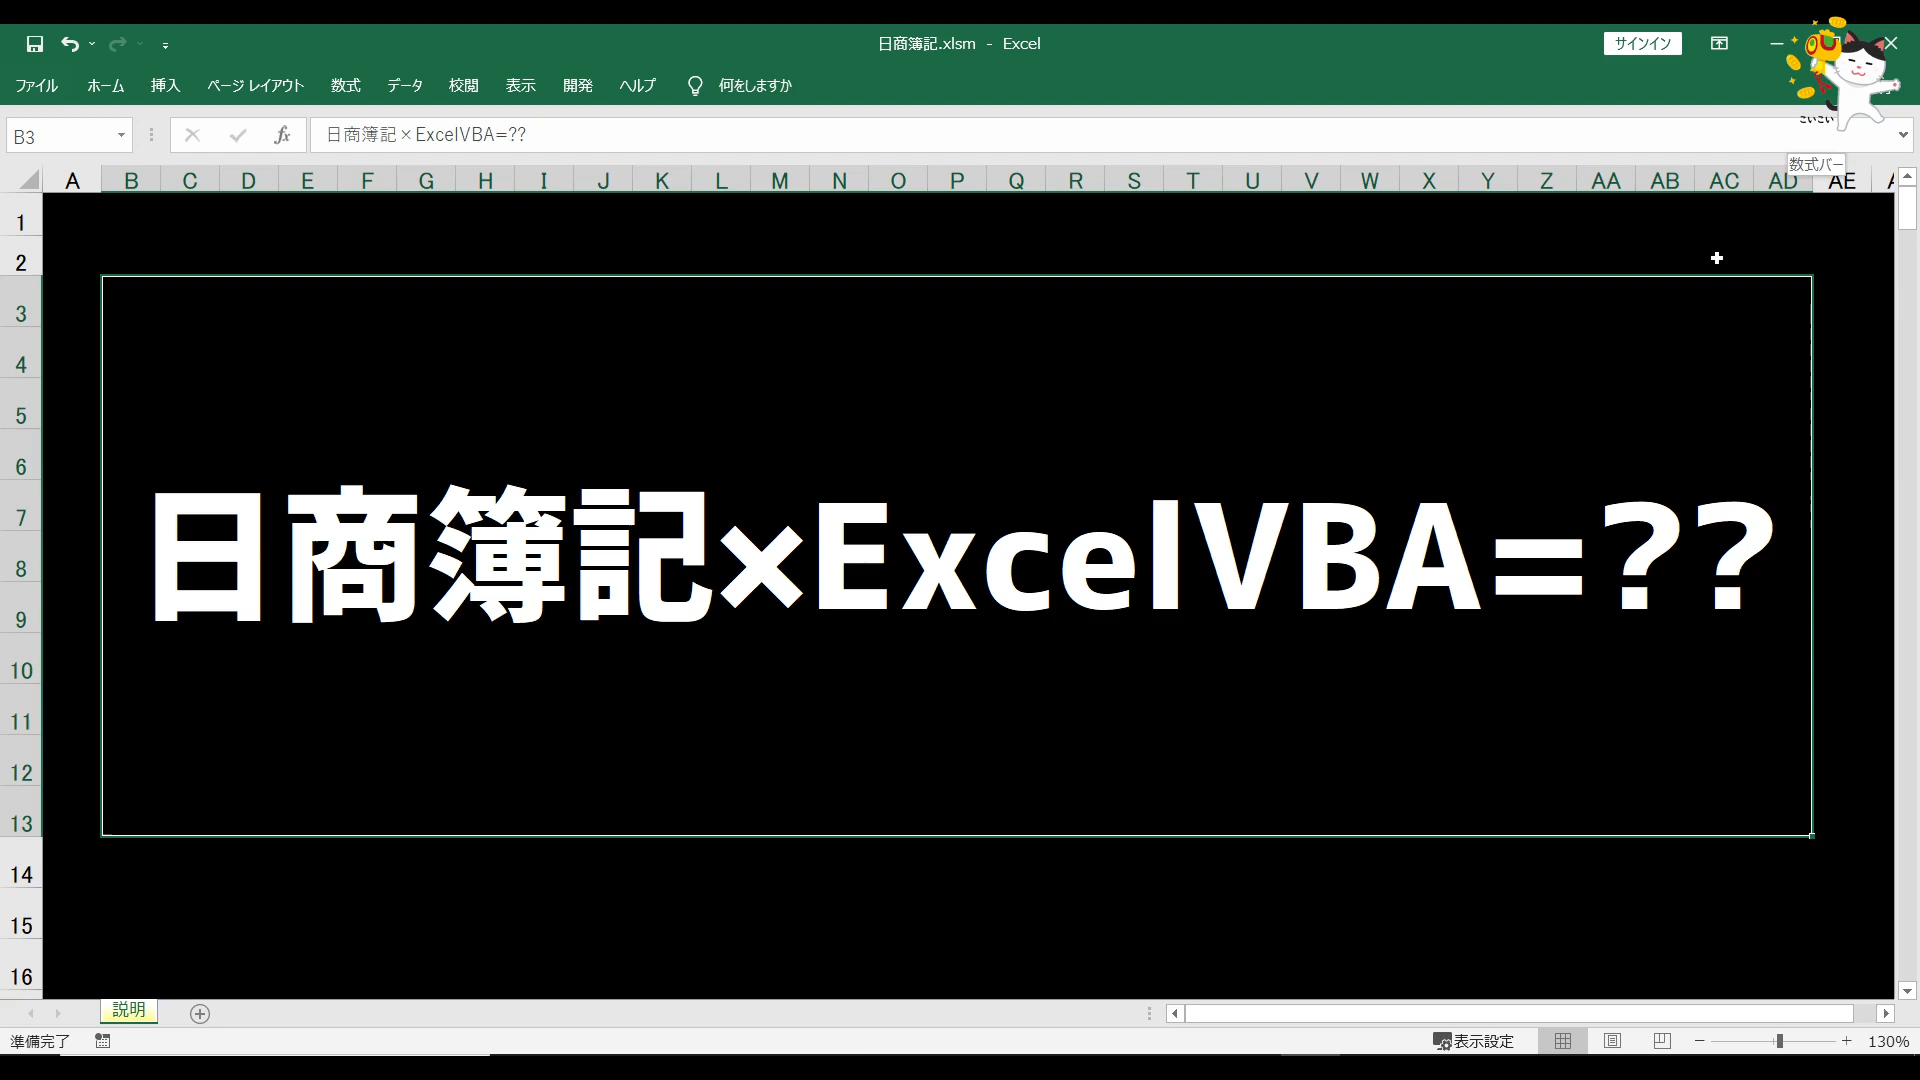 日商簿記.xlsm - Excel
サインイン
ファイル ホーム 挿入 ページ レイアウト 数式 データ 校閲 表示 開発 ヘルプ 何をしますか
こいこい
B3 fx 日商簿記×ExcelVBA=??
数式バー
A B C D E F G H I J K L M N O P Q R S T U V W X Y Z AA AB AC AD AE
1
2
3
4
5
6
7
8
9
10
11
12
13
14
15
16
日商簿記×ExcelVBA=??
説明
準備完了 表示設定 130%